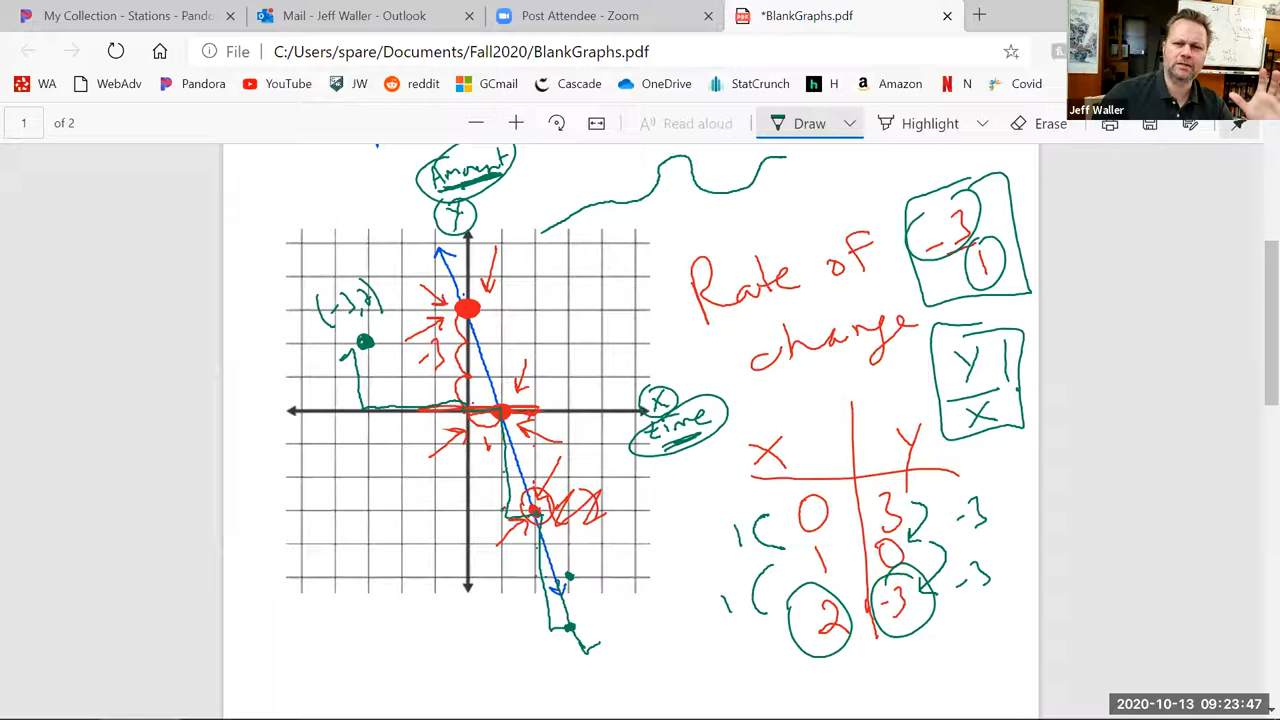 y Collection - Stations - Pando
Mail - Jeff Waller - Outlook
Attendee - Zoom
*BlankGraphs.pdf
File C:/Users/spare/Documents/Fall2020/BlankGraphs.pdf
WA WebAdv Pandora YouTube JW reddit GCmail Cascade OneDrive StatCrunch H Amazon N Covid
Jeff Waller
1 of 2 Read aloud Draw Highlight Erase
Amount
Y
-3
1
Rate of
change
Y
X
-3
X
time
1
X Y
0 3
1 -3
1 0
1 -3
2 -3
2020-10-13 09:23:47